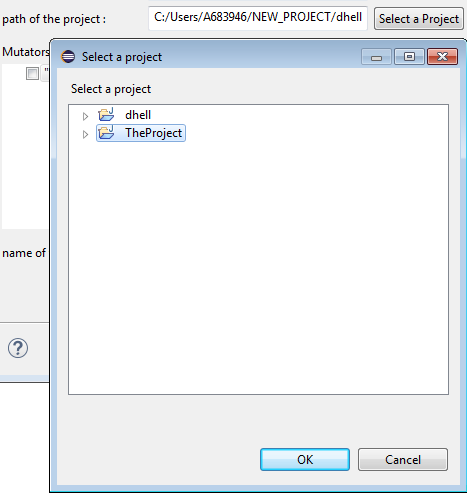 path of the project : C:/Users/A683946/NEW_PROJECT/dhell Select a Project
Mutators
Select a project
Select a project
dhell
TheProject
name of
?
OK Cancel